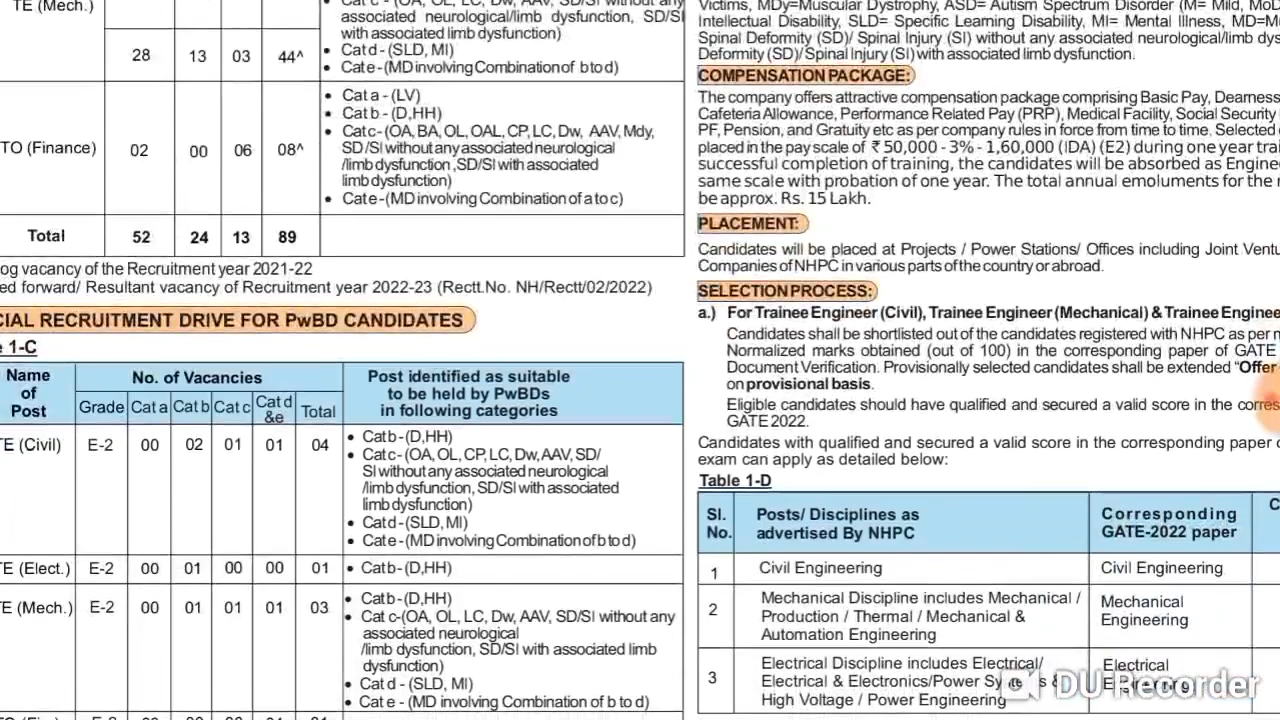 TE (Mech.)
28 13 03 44^
Cat c - (OA, OL, LC, Dw, AAV, SD/SI without any
associated neurological/limb dysfunction, SD/SI
with associated limb dysfunction)
• Cat d - (SLD, MI)
• Cat e - (MD involving Combination of b to d)
TO (Finance) 02 00 06 08^
• Cat a - (LV)
• Cat b - (D,HH)
• Cat c- (OA, BA, OL, OAL, CP, LC, Dw, AAV, Mdy,
SD/SI without any associated neurological
/limb dysfunction ,SD/SI with associated
limb dysfunction)
• Cat e - (MD involving Combination of a to c)
Total 52 24 13 89
og vacancy of the Recruitment year 2021-22
ed forward/ Resultant vacancy of Recruitment year 2022-23 (Rectt.No. NH/Rectt/02/2022)
CIAL RECRUITMENT DRIVE FOR PwBD CANDIDATES
e 1-C
Name of Post
No. of Vacancies
Grade Cat a Cat b Cat c Cat d &e Total
Post identified as suitable
to be held by PwBDs
in following categories
TE (Civil) E-2 00 02 01 01 04
• Cat b - (D,HH)
• Cat c - (OA, OL, CP, LC, Dw, AAV, SD/
SI without any associated neurological
/limb dysfunction, SD/SI with associated
limb dysfunction)
• Cat d - (SLD, MI)
• Cat e - (MD involving Combination of b to d)
TE (Elect.) E-2 00 01 00 00 01
• Cat b - (D,HH)
TE (Mech.) E-2 00 01 01 01 03
• Cat b - (D,HH)
• Cat c- (OA, OL, LC, Dw, AAV, SD/SI without any
associated neurological
/limb dysfunction, SD/SI with associated limb
dysfunction)
• Cat d - (SLD, MI)
• Cat e - (MD involving Combination of b to d)
Victims, MDy=Muscular Dystrophy, ASD= Autism Spectrum Disorder (M= Mild, MoD
Intellectual Disability, SLD= Specific Learning Disability, MI= Mental Illness, MD=M
Spinal Deformity (SD)/ Spinal Injury (SI) without any associated neurological/limb dys
Deformity (SD)/ Spinal Injury (SI) with associated limb dysfunction.
COMPENSATION PACKAGE:
The company offers attractive compensation package comprising Basic Pay, Dearness
Cafeteria Allowance, Performance Related Pay (PRP), Medical Facility, Social Security
PF, Pension, and Gratuity etc as per company rules in force from time to time. Selected
placed in the pay scale of ₹ 50,000 - 3% - 1,60,000 (IDA) (E2) during one year trai
successful completion of training, the candidates will be absorbed as Engine
same scale with probation of one year. The total annual emoluments for the
be approx. Rs. 15 Lakh.
PLACEMENT:
Candidates will be placed at Projects / Power Stations/ Offices including Joint Ventu
Companies of NHPC in various parts of the country or abroad.
SELECTION PROCESS:
a.) For Trainee Engineer (Civil), Trainee Engineer (Mechanical) & Trainee Enginee
Candidates shall be shortlisted out of the candidates registered with NHPC as per
Normalized marks obtained (out of 100) in the corresponding paper of GATE
Document Verification. Provisionally selected candidates shall be extended "Offer
on provisional basis.
Eligible candidates should have qualified and secured a valid score in the corres
GATE 2022.
Candidates with qualified and secured a valid score in the corresponding paper
exam can apply as detailed below:
Table 1-D
Sl. No.
Posts/ Disciplines as
advertised By NHPC
Corresponding
GATE-2022 paper
C
1 Civil Engineering Civil Engineering
2 Mechanical Discipline includes Mechanical /
Production / Thermal / Mechanical &
Automation Engineering
Mechanical
Engineering
3 Electrical Discipline includes Electrical/
Electrical & Electronics/Power Systems &
High Voltage / Power Engineering
Electrical
Engineering
DU Recorder